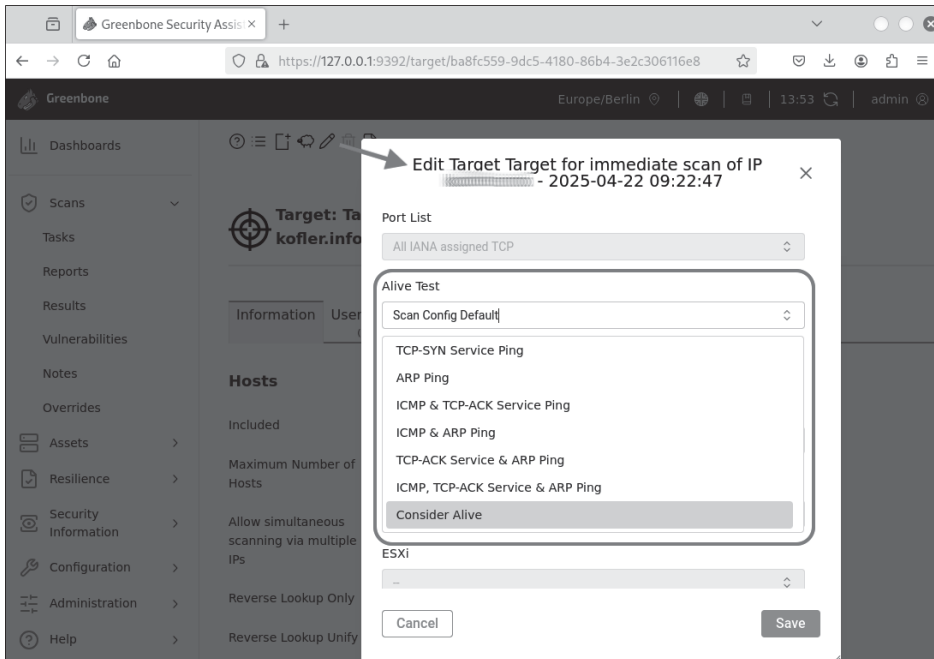 Greenbone Security Assist
https://127.0.0.1:9392/target/ba8fc559-9dc5-4180-86b4-3e2c306116e8
Greenbone
Europe/Berlin
13:53
admin
Dashboards
Scans
Tasks
Reports
Results
Vulnerabilities
Notes
Overrides
Assets
Resilience
Security
Information
Configuration
Administration
Help
Target: Ta
kofler.info
Information
User
Hosts
Included
Maximum Number of
Hosts
Allow simultaneous
scanning via multiple
IPs
Reverse Lookup Only
Reverse Lookup Unify
Edit Target Target for immediate scan of IP
- 2025-04-22 09:22:47
Port List
All IANA assigned TCP
Alive Test
Scan Config Default
TCP-SYN Service Ping
ARP Ping
ICMP & TCP-ACK Service Ping
ICMP & ARP Ping
TCP-ACK Service & ARP Ping
ICMP, TCP-ACK Service & ARP Ping
Consider Alive
ESXi
--
Cancel
Save